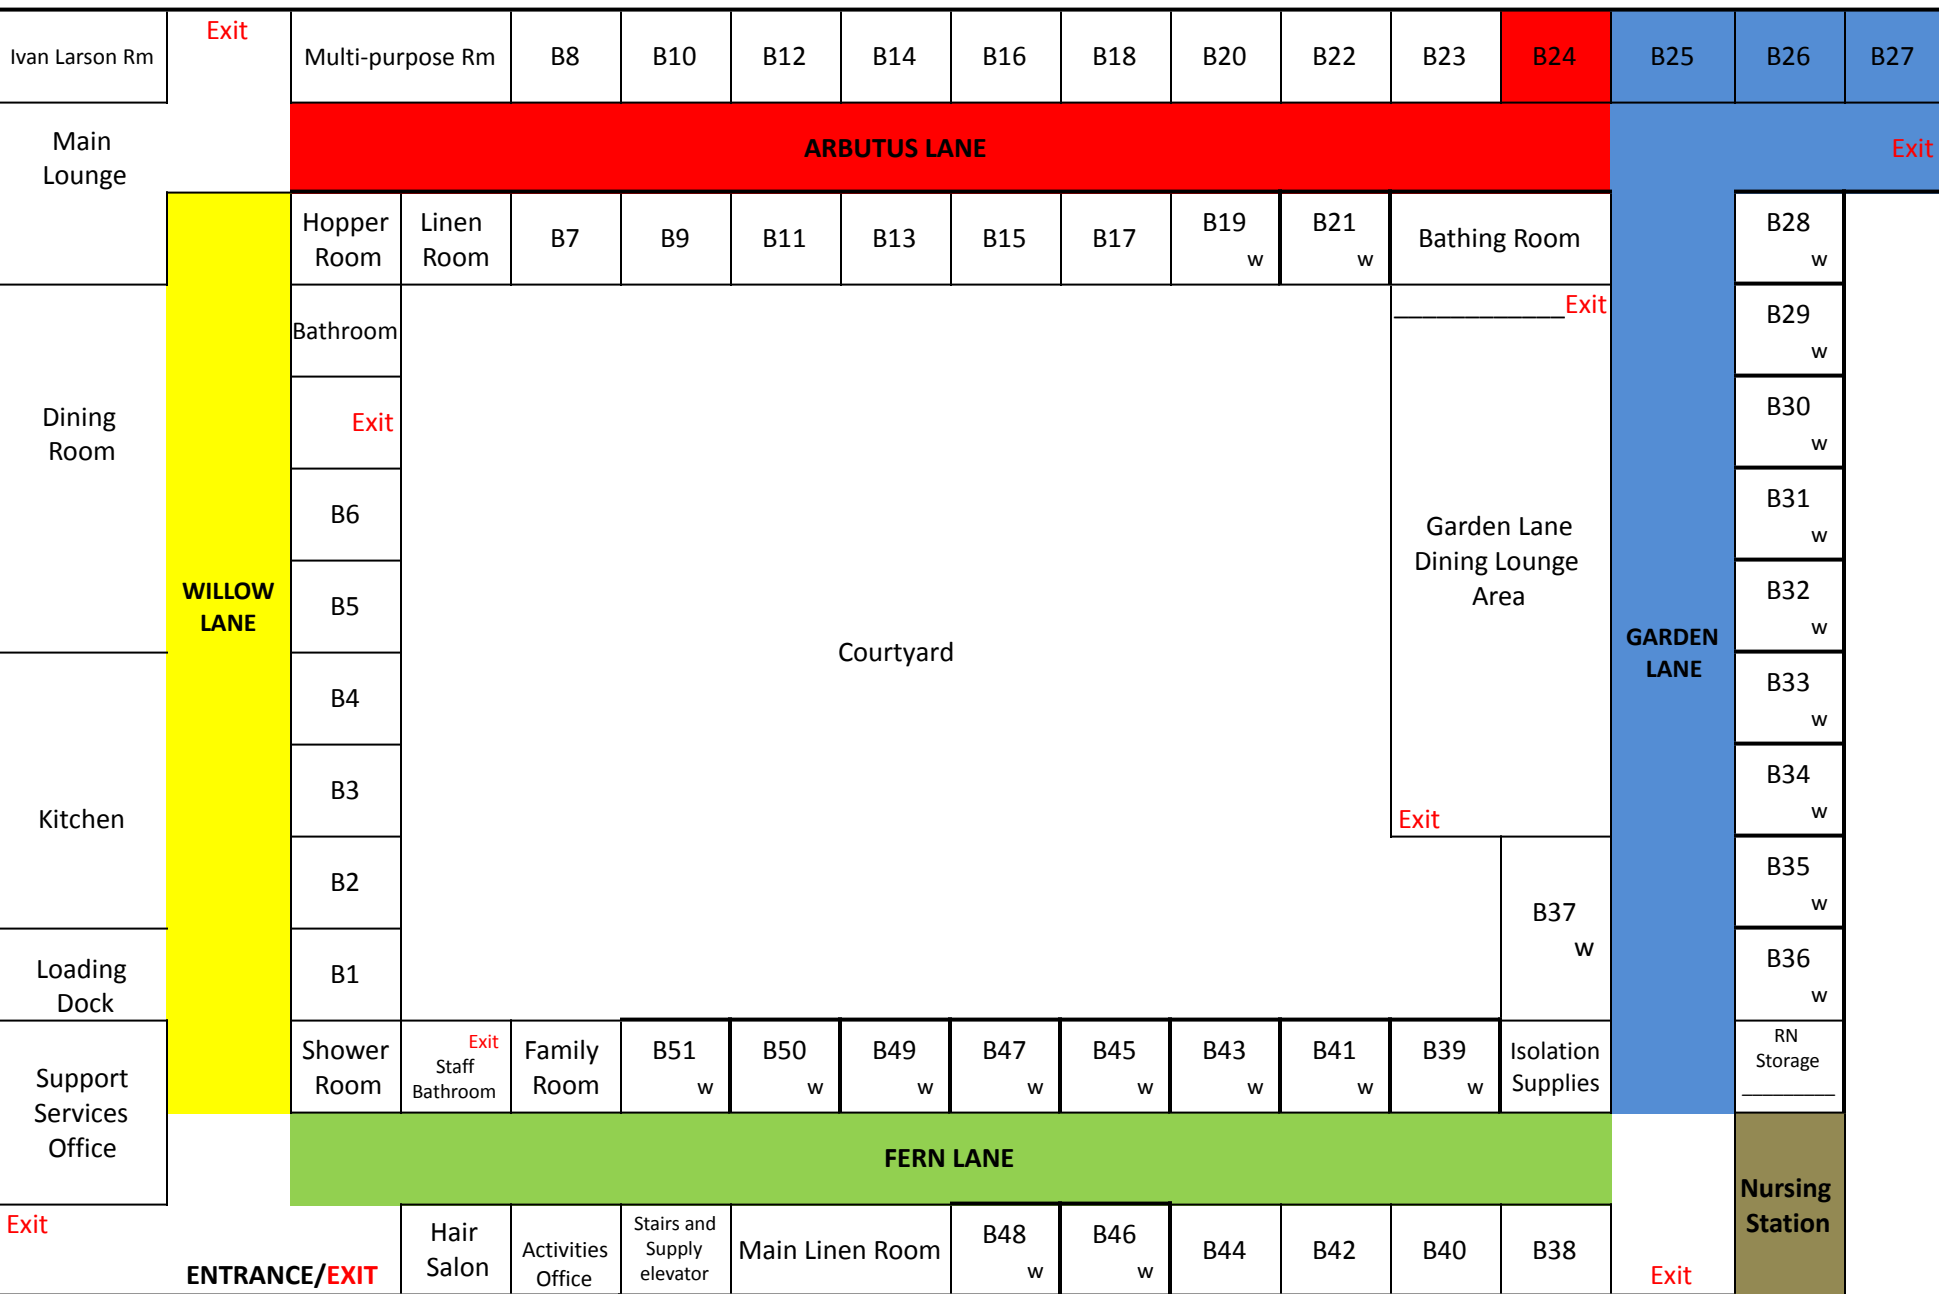 Ivan Larson Rm
Exit
Multi-purpose Rm
B8
B10
B12
B14
B16
B18
B20
B22
B23
B24
B25
B26
B27
Main
Lounge
ARBUTUS LANE
Exit
Hopper
Room
Linen
Room
B7
B9
B11
B13
B15
B17
B19
w
B21
w
Bathing Room
B28
w
Bathroom
Exit
B29
w
Dining
Room
Exit
B30
w
B6
B31
w
Garden Lane
Dining Lounge
Area
WILLOW
LANE
B5
B32
w
Courtyard
GARDEN
LANE
B4
B33
w
Kitchen
B3
Exit
B34
w
B2
B35
w
B37
w
Loading
Dock
B1
B36
w
Support
Services
Office
Shower
Room
Exit
Staff
Bathroom
Family
Room
B51
w
B50
w
B49
w
B47
w
B45
w
B43
w
B41
w
B39
w
Isolation
Supplies
RN
Storage
FERN LANE
Nursing
Station
Exit
ENTRANCE/EXIT
Hair
Salon
Activities
Office
Stairs and
Supply
elevator
Main Linen Room
B48
w
B46
w
B44
B42
B40
B38
Exit